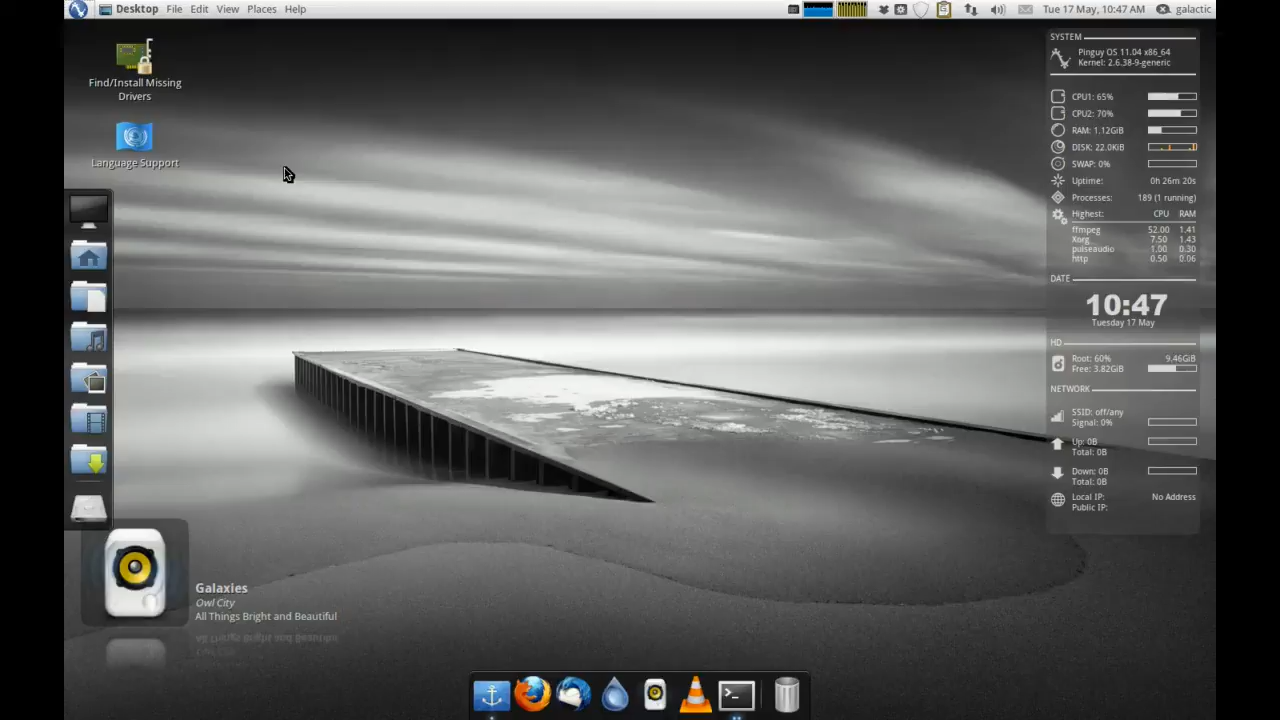 Desktop File Edit View Places Help
Tue 17 May, 10:47 AM galactic
Find/Install Missing
Drivers
Language Support
SYSTEM
Pinguy OS 11.04 x86_64
Kernel: 2.6.38-9-generic
CPU1: 65%
CPU2: 70%
RAM: 1.12GiB
DISK: 22.0KiB
SWAP: 0%
Uptime: 0h 26m 20s
Processes: 189 (1 running)
Highest: CPU RAM
ffmpeg 52.00 1.41
Xorg 7.50 1.43
pulseaudio 1.00 0.30
http 0.50 0.06
DATE
10:47
Tuesday 17 May
HD
Root: 60% 9.46GiB
Free: 3.82GiB
NETWORK
SSID: off/any
Signal: 0%
Up: 0B
Total: 0B
Down: 0B
Total: 0B
Local IP: No Address
Public IP:
Galaxies
Owl City
All Things Bright and Beautiful